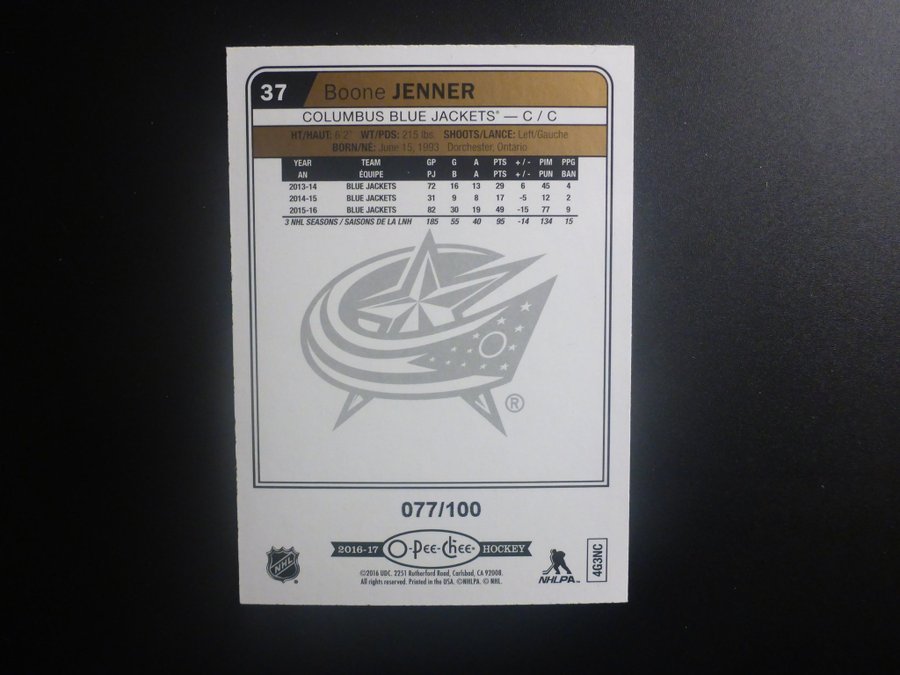 37 Boone JENNER
COLUMBUS BLUE JACKETS® — C / C
HT/HAUT: 6'2" WT/PDS: 215 lbs. SHOOTS/LANCE: Left/Gauche
BORN/NÉ: June 15, 1993 Dorchester, Ontario
YEAR TEAM GP G A PTS + / - PIM PPG
AN ÉQUIPE PJ B A PTS + / - PUN BAN
2013-14 BLUE JACKETS 72 16 13 29 6 45 4
2014-15 BLUE JACKETS 31 9 8 17 -5 12 2
2015-16 BLUE JACKETS 82 30 19 49 -15 77 9
3 NHL SEASONS / SAISONS DE LA LNH 185 55 40 95 -14 134 15
®
077/100
2016-17 O-Pee-Chee® HOCKEY
©2016 UDC. 2251 Rutherford Road, Carlsbad, CA 92008.
All rights reserved. Printed in the USA. ©NHLPA. © NHL.
NHL
NHLPA™
4G3NC